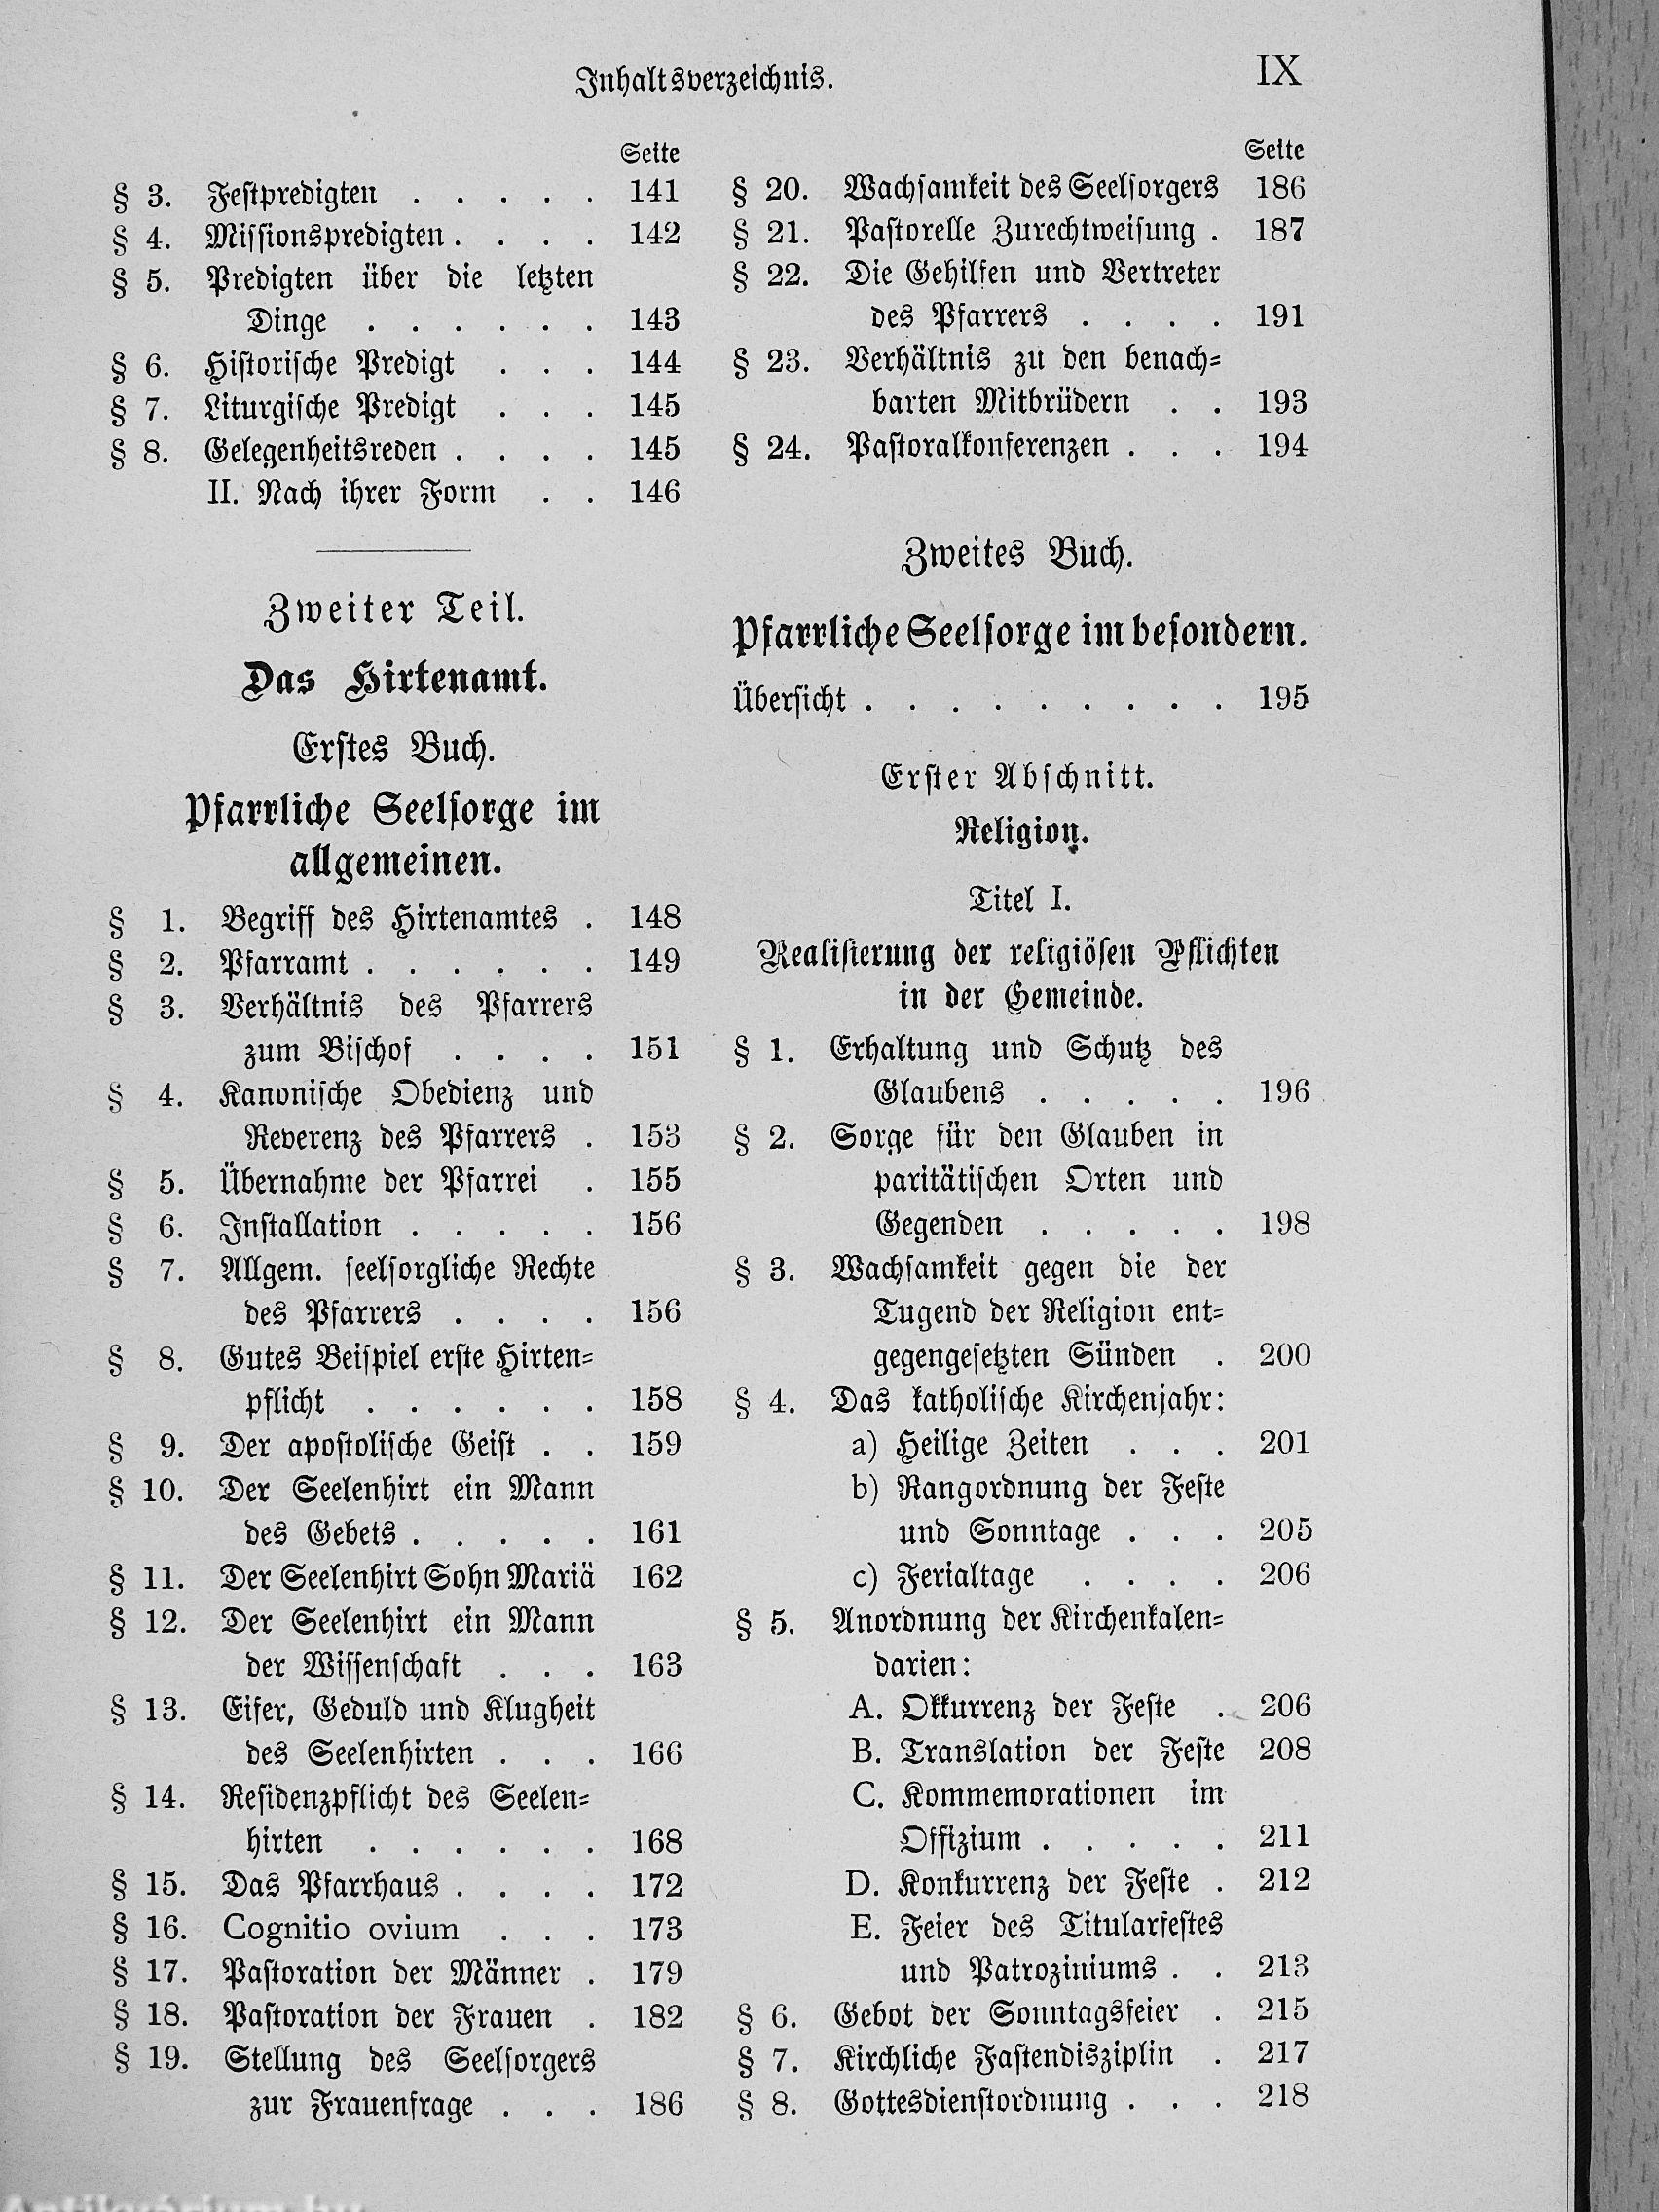 Inhaltsverzeichnis. IX
Seite
§ 3. Festpredigten . . . . . 141
§ 4. Missionspredigten . . . . 142
§ 5. Predigten über die letzten
Dinge . . . . . . 143
§ 6. Historische Predigt . . . 144
§ 7. Liturgische Predigt . . . 145
§ 8. Gelegenheitsreden . . . . 145
II. Nach ihrer Form . . 146
Zweiter Teil.
Das Hirtenamt.
Erstes Buch.
Pfarrliche Seelsorge im
allgemeinen.
§ 1. Begriff des Hirtenamtes . 148
§ 2. Pfarramt . . . . . . 149
§ 3. Verhältnis des Pfarrers
zum Bischof . . . . 151
§ 4. Kanonische Obedienz und
Reverenz des Pfarrers . 153
§ 5. Übernahme der Pfarrei . 155
§ 6. Installation . . . . . 156
§ 7. Allgem. seelsorgliche Rechte
des Pfarrers . . . . 156
§ 8. Gutes Beispiel erste Hirten-
pflicht . . . . . . 158
§ 9. Der apostolische Geist . . 159
§ 10. Der Seelenhirt ein Mann
des Gebets . . . . . 161
§ 11. Der Seelenhirt Sohn Mariä 162
§ 12. Der Seelenhirt ein Mann
der Wissenschaft . . . 163
§ 13. Eifer, Geduld und Klugheit
des Seelenhirten . . . 166
§ 14. Residenzpflicht des Seelen-
hirten . . . . . . 168
§ 15. Das Pfarrhaus . . . . 172
§ 16. Cognitio ovium . . . 173
§ 17. Pastoration der Männer . 179
§ 18. Pastoration der Frauen . 182
§ 19. Stellung des Seelsorgers
zur Frauenfrage . . . 186
Seite
§ 20. Wachsamkeit des Seelsorgers 186
§ 21. Pastorelle Zurechtweisung . 187
§ 22. Die Gehilfen und Vertreter
des Pfarrers . . . . 191
§ 23. Verhältnis zu den benach-
barten Mitbrüdern . . 193
§ 24. Pastoralkonferenzen . . . 194
Zweites Buch.
Pfarrliche Seelsorge im besondern.
Übersicht . . . . . . . . . 195
Erster Abschnitt.
Religion.
Titel I.
Realisierung der religiösen Pflichten
in der Gemeinde.
§ 1. Erhaltung und Schutz des
Glaubens . . . . . 196
§ 2. Sorge für den Glauben in
paritätischen Orten und
Gegenden . . . . . 198
§ 3. Wachsamkeit gegen die der
Tugend der Religion ent-
gegengesetzten Sünden . 200
§ 4. Das katholische Kirchenjahr:
a) Heilige Zeiten . . . 201
b) Rangordnung der Feste
und Sonntage . . . 205
c) Ferialtage . . . . 206
§ 5. Anordnung der Kirchenkalen-
darien:
A. Okkurrenz der Feste . 206
B. Translation der Feste 208
C. Kommemorationen im
Offizium . . . . . 211
D. Konkurrenz der Feste . 212
E. Feier des Titularfestes
und Patroziniums . . 213
§ 6. Gebot der Sonntagsfeier . 215
§ 7. Kirchliche Fastendisziplin . 217
§ 8. Gottesdienstordnung . . . 218